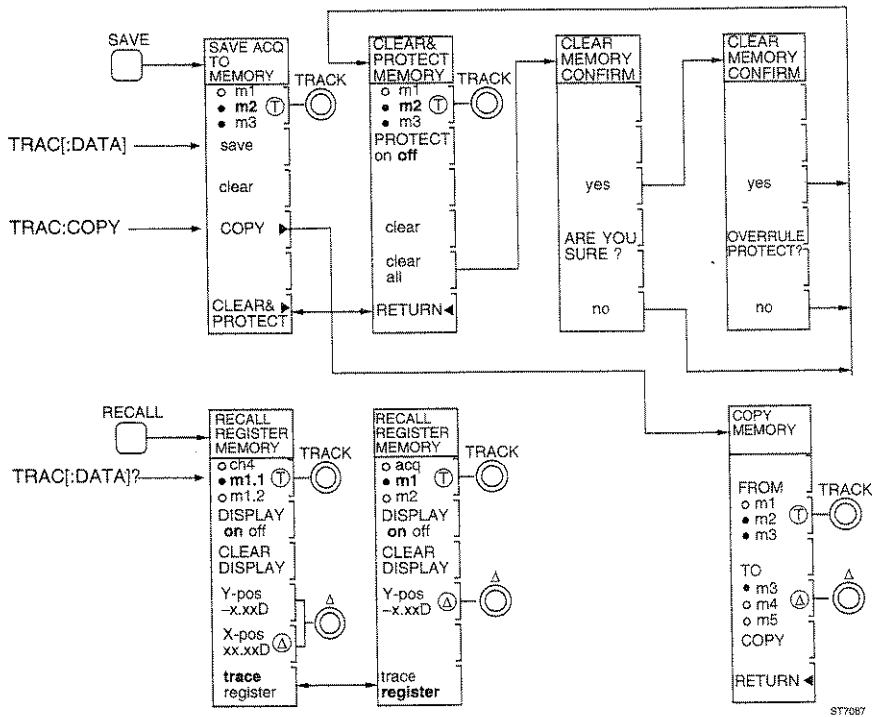 SAVE
SAVE ACQ
TO
MEMORY
○ m1
● m2 Ⓣ
● m3
TRACK
save
clear
COPY ▶
CLEAR& ▶
PROTECT
TRAC[:DATA]
TRAC:COPY
CLEAR&
PROTECT
MEMORY
○ m1
● m2 Ⓣ
● m3
TRACK
PROTECT
on off
clear
clear
all
RETURN ◀
CLEAR
MEMORY
CONFIRM
yes
ARE YOU
SURE ?
no
CLEAR
MEMORY
CONFIRM
yes
OVERRULE
PROTECT?
no
RECALL
TRAC[:DATA]?
RECALL
REGISTER
MEMORY
○ ch4
● m1.1 Ⓣ
○ m1.2
TRACK
DISPLAY
on off
CLEAR
DISPLAY
Y-pos
-x.xxD
X-pos
xx.xxD Δ
Δ
trace
register
RECALL
REGISTER
MEMORY
○ acq
● m1 Ⓣ
○ m2
TRACK
DISPLAY
on off
CLEAR
DISPLAY
Y-pos
-x.xxD Δ
Δ
trace
register
COPY
MEMORY
FROM
○ m1
● m2 Ⓣ
● m3
TRACK
TO
● m3
○ m4 Δ
○ m5
Δ
COPY
RETURN ◀
ST7087